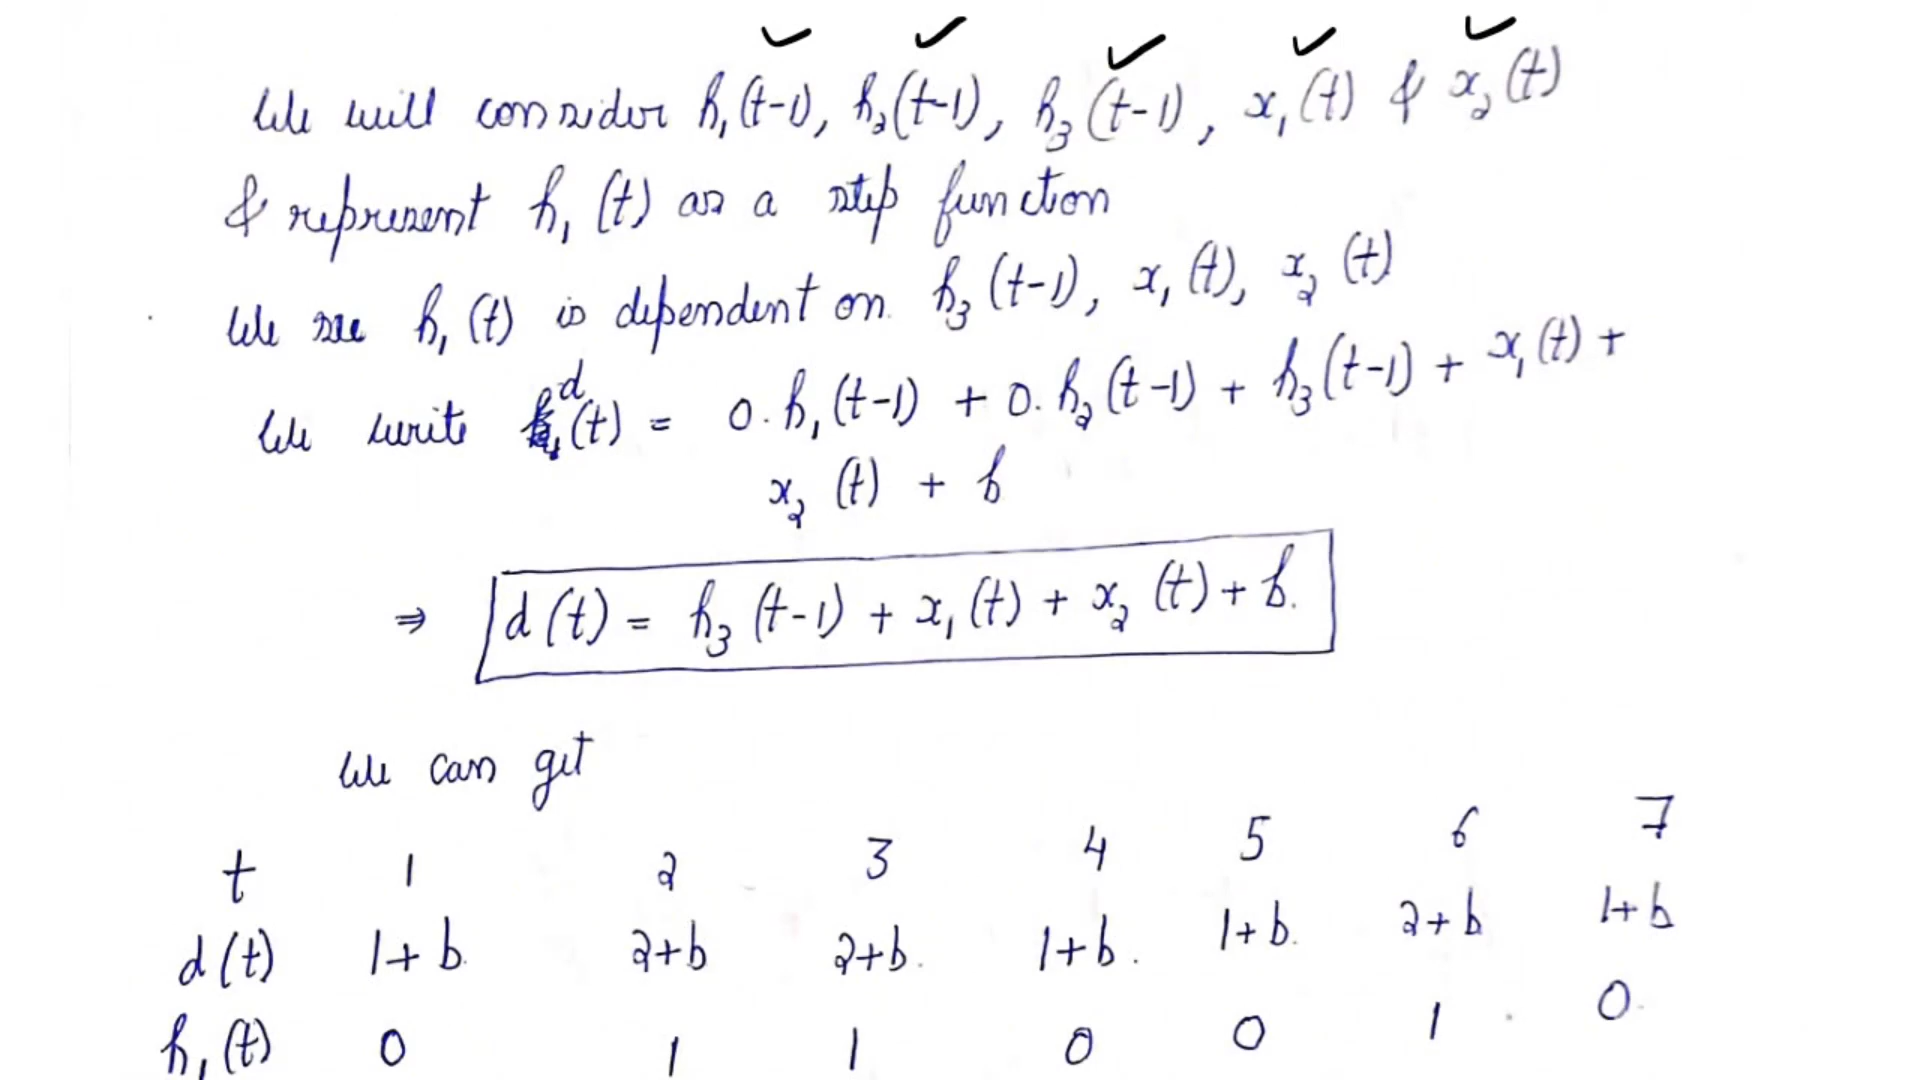 We will consider h₁(t-1), h₂(t-1), h₃(t-1), x₁(t) & x₂(t)
& represent h₁(t) as a step function
We see h₁(t) is dependent on h₃(t-1), x₁(t), x₂(t)
We write d(t) = 0.h₁(t-1) + 0.h₂(t-1) + h₃(t-1) + x₁(t) +
x₂(t) + b
⇒ d(t) = h₃(t-1) + x₁(t) + x₂(t) + b.
We can get
t 1 2 3 4 5 6 7
d(t) 1+b. 2+b 2+b. 1+b. 1+b. 2+b 1+b
h₁(t) 0 1 1 0 0 1 0.